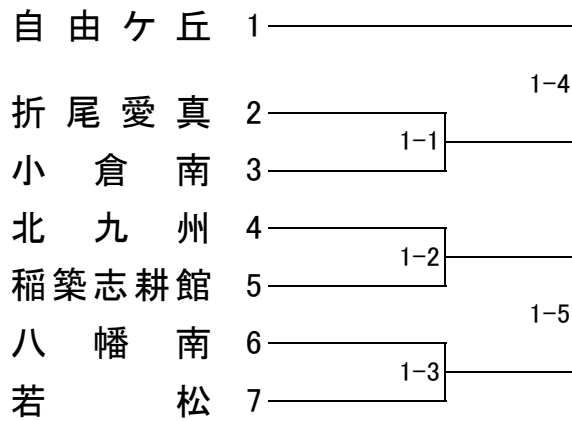 自由ケ丘 1
1-4
折尾愛真 2
1-1
小倉南 3
北九州 4
1-2
稲築志耕館 5
1-5
八幡南 6
1-3
若松 7